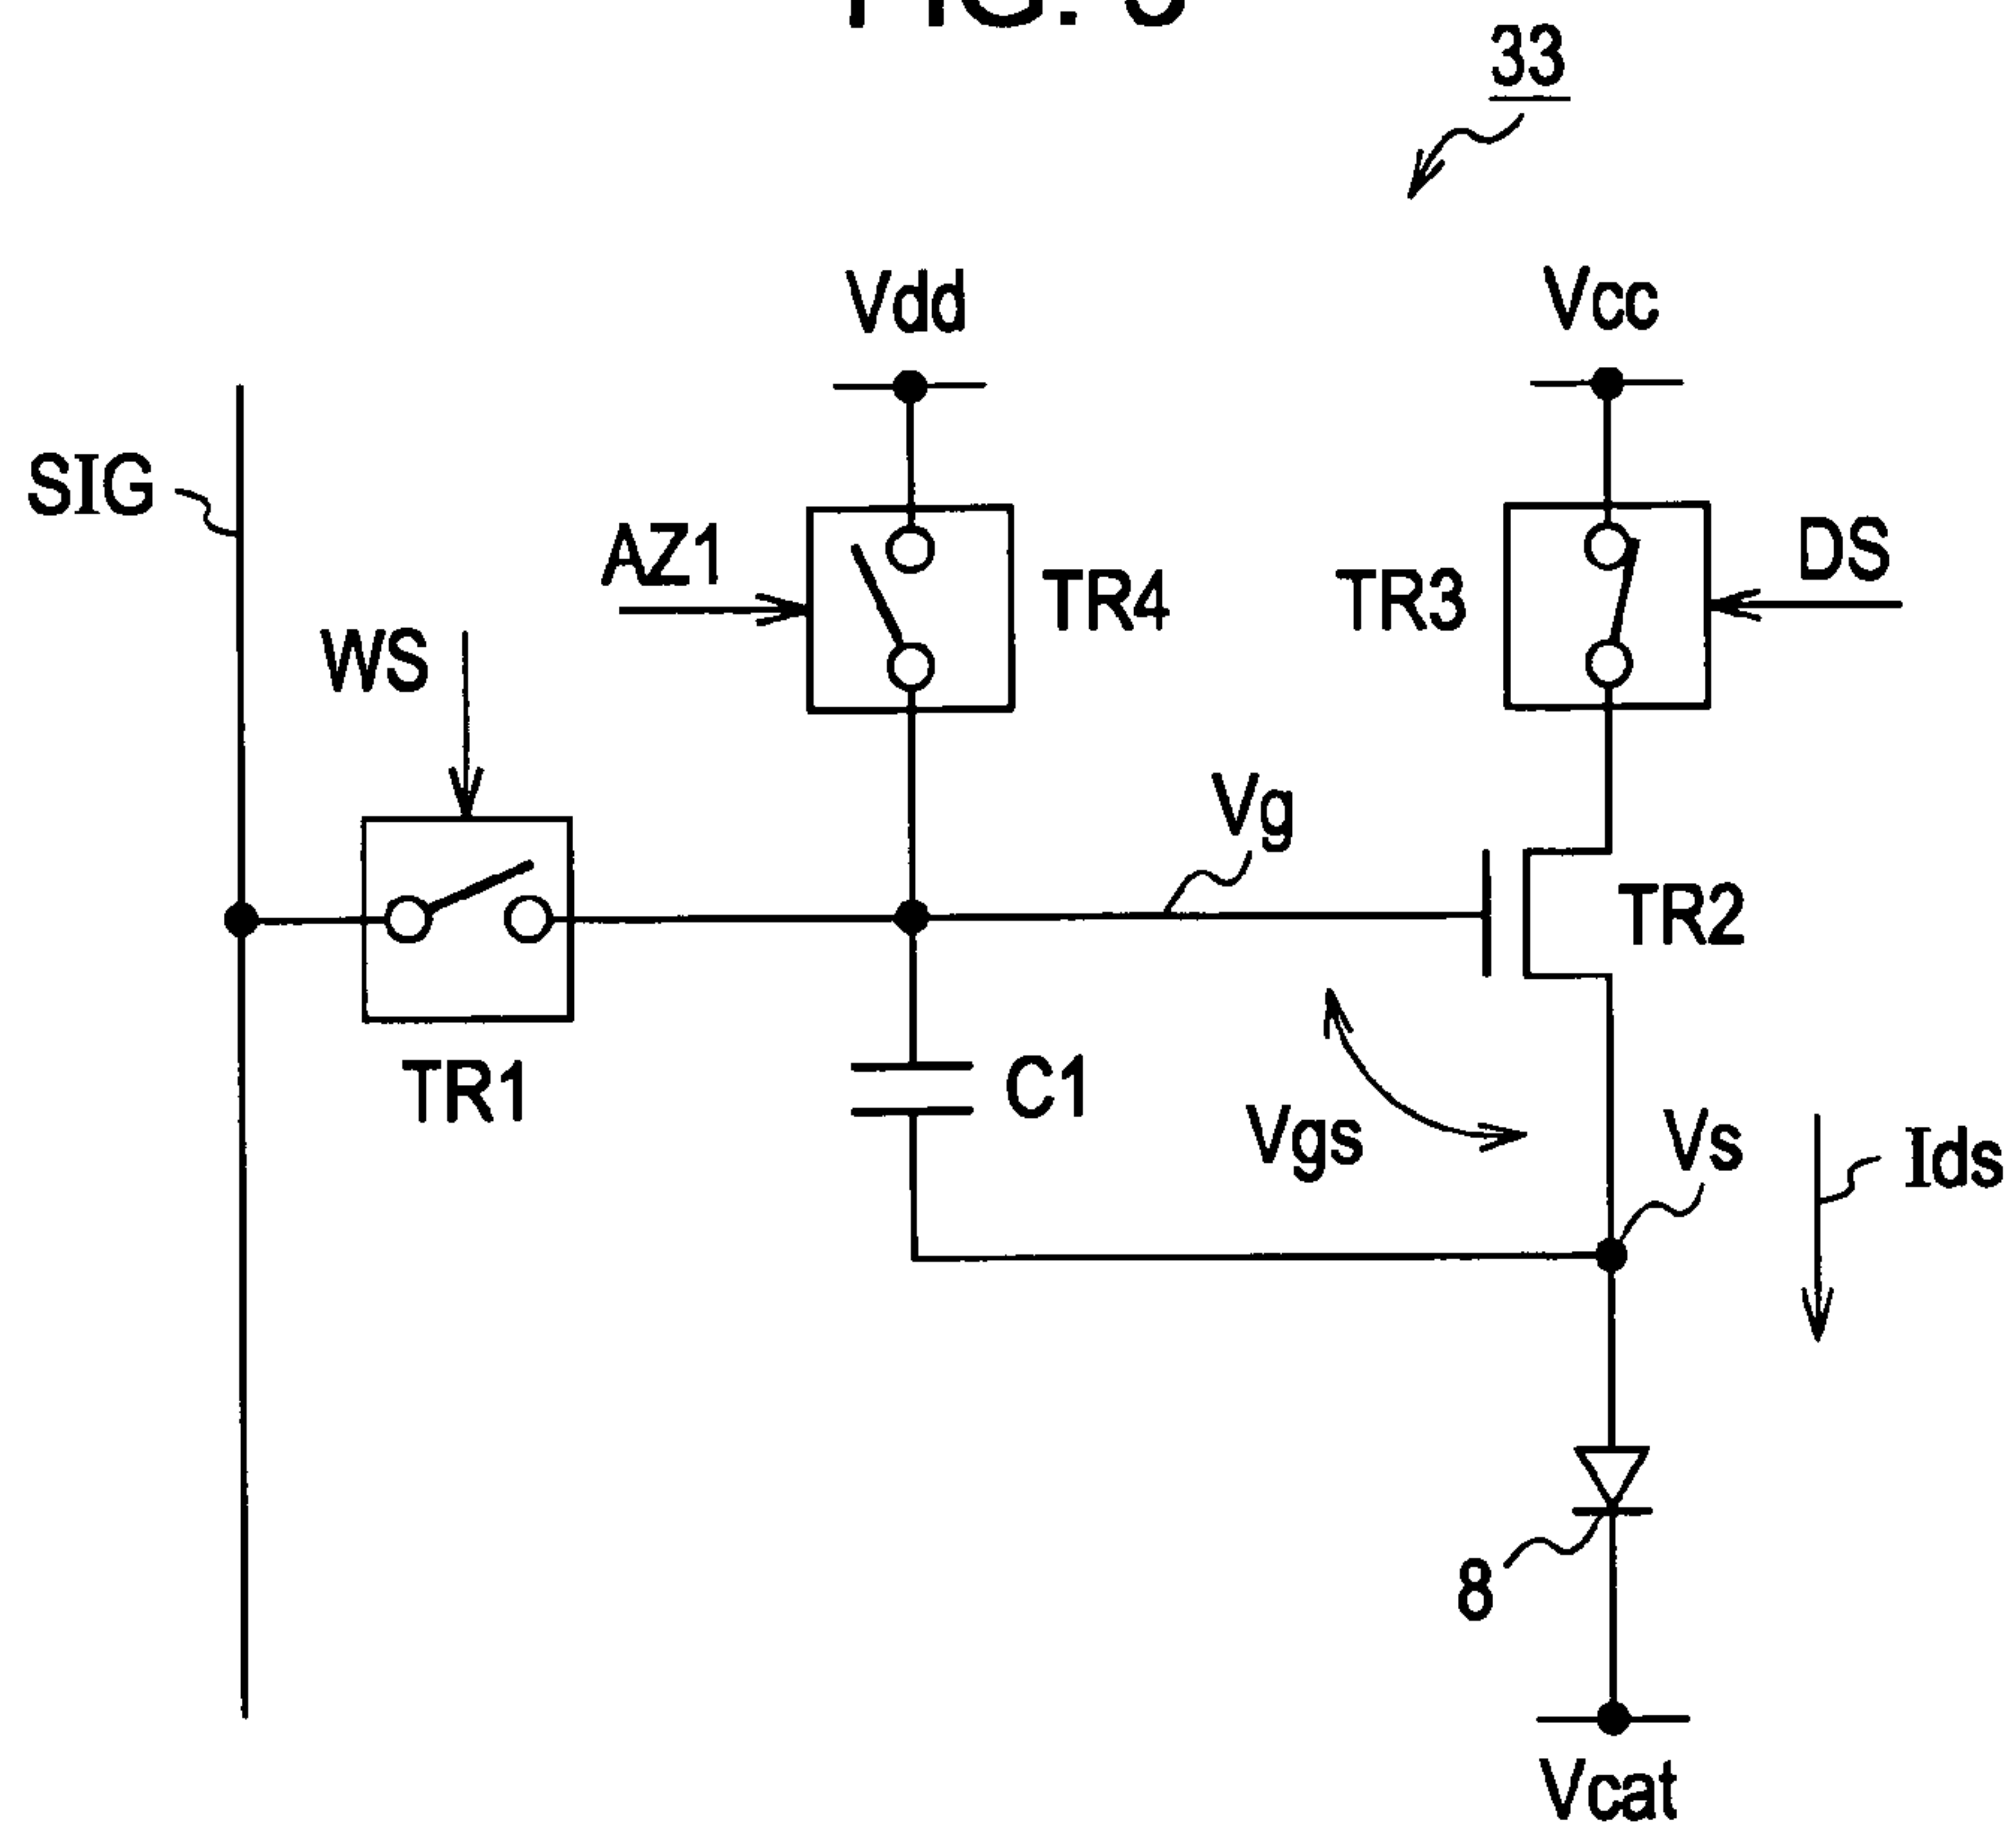 33
Vdd
Vcc
SIG
AZ1
TR4
TR3
DS
WS
Vg
TR2
TR1
C1
Vgs
Vs
Ids
8
Vcat